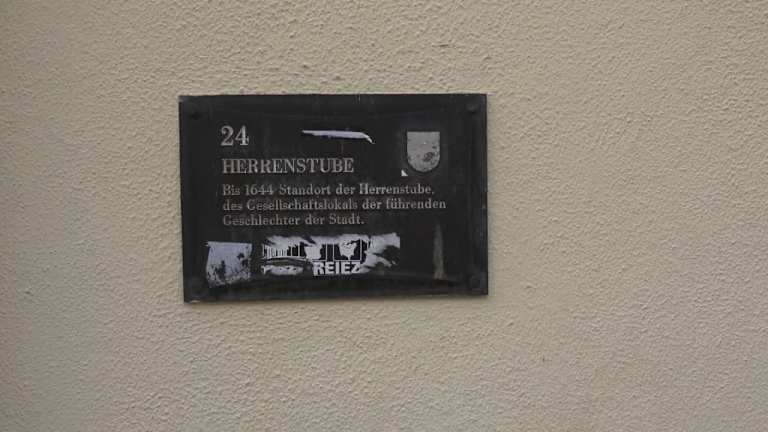 24
HERRENSTUBE
Bis 1644 Standort der Herrenstube,
des Gesellschaftslokals der führenden
Geschlechter der Stadt.
REIEZ